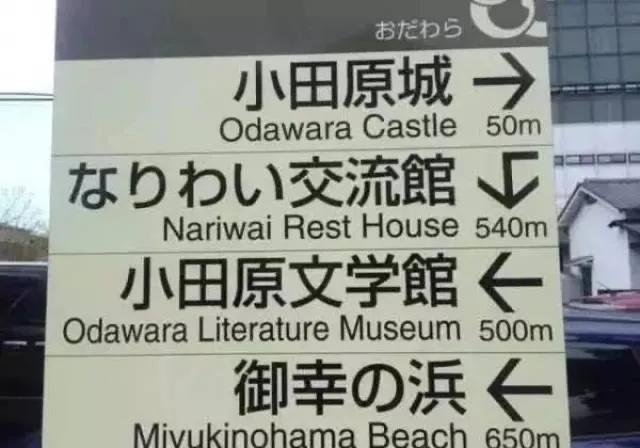 おだわら
小田原城 →
Odawara Castle 50m
なりわい交流館
Nariwai Rest House 540m
小田原文学館 ←
Odawara Literature Museum 500m
御幸の浜 ←
Miyukinohama Beach 650m